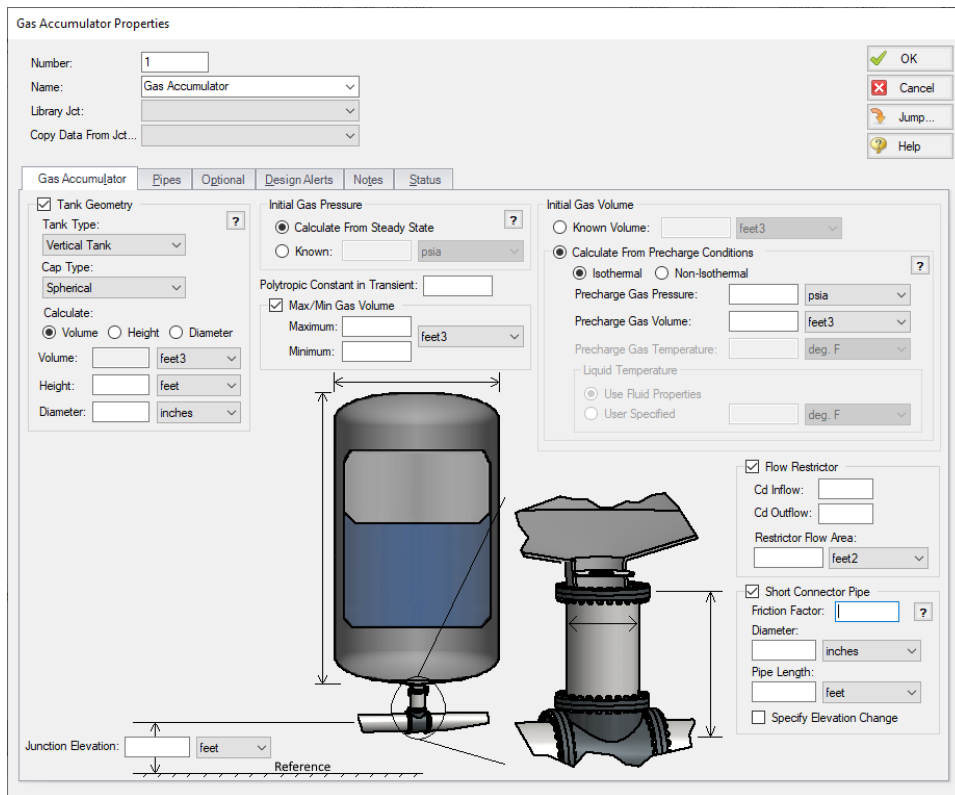 Gas Accumulator Properties
Number: 1
Name: Gas Accumulator
Library Jct:
Copy Data From Jct...
OK
Cancel
Jump...
Help
Gas Accumulator Pipes Optional Design Alerts Notes Status
Tank Geometry
?
Tank Type:
Vertical Tank
Cap Type:
Spherical
Calculate:
Volume Height Diameter
Volume: feet3
Height: feet
Diameter: inches
Initial Gas Pressure
Calculate From Steady State
?
Known: psia
Polytropic Constant in Transient:
Max/Min Gas Volume
Maximum:
feet3
Minimum:
Initial Gas Volume
Known Volume: feet3
Calculate From Precharge Conditions
?
Isothermal Non-Isothermal
Precharge Gas Pressure: psia
Precharge Gas Volume: feet3
Precharge Gas Temperature: deg. F
Liquid Temperature
Use Fluid Properties
User Specified deg. F
Flow Restrictor
Cd Inflow:
Cd Outflow:
Restrictor Flow Area:
feet2
Short Connector Pipe
Friction Factor: ?
Diameter:
inches
Pipe Length:
feet
Specify Elevation Change
Junction Elevation: feet
Reference